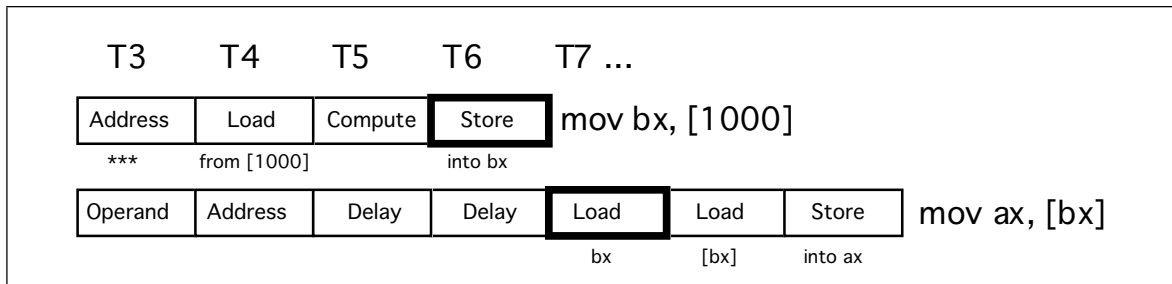 T3 T4 T5 T6 T7 ...
Address Load Compute Store mov bx, [1000]
*** from [1000] into bx
Operand Address Delay Delay Load Load Store mov ax, [bx]
bx [bx] into ax